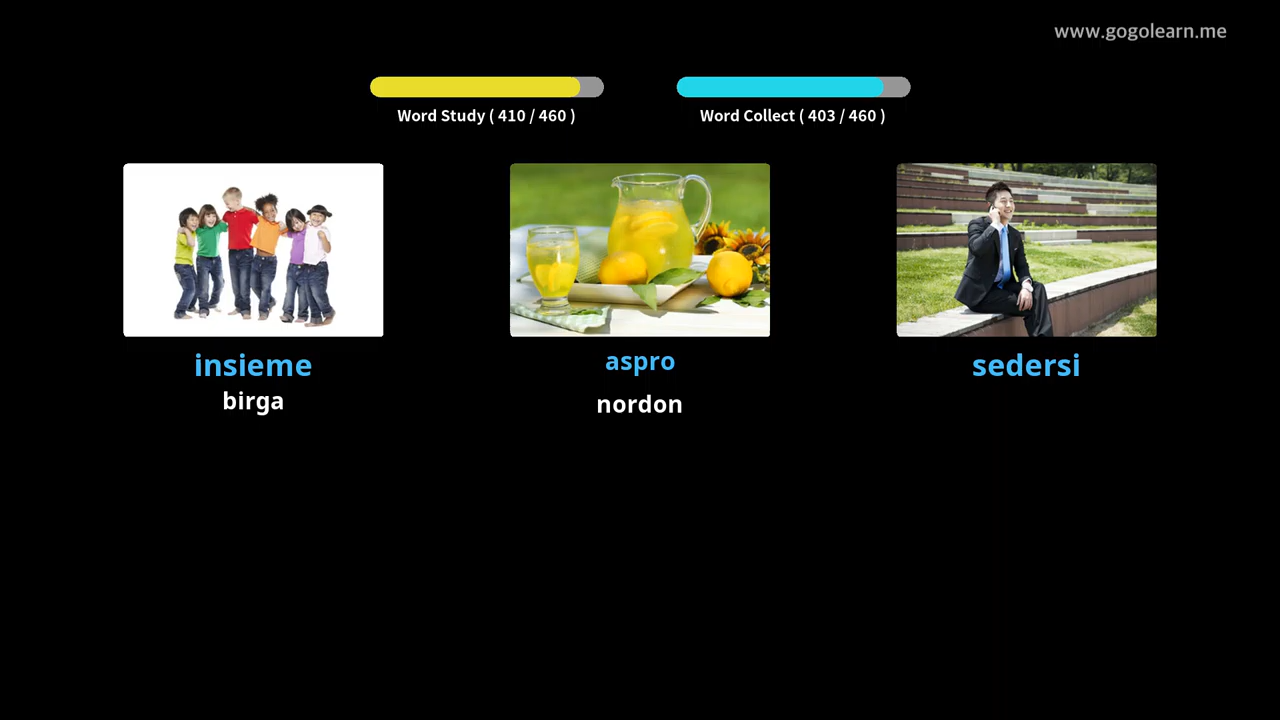 www.gogolearn.me
Word Study ( 410 / 460 )
Word Collect ( 403 / 460 )
insieme
birga
aspro
nordon
sedersi